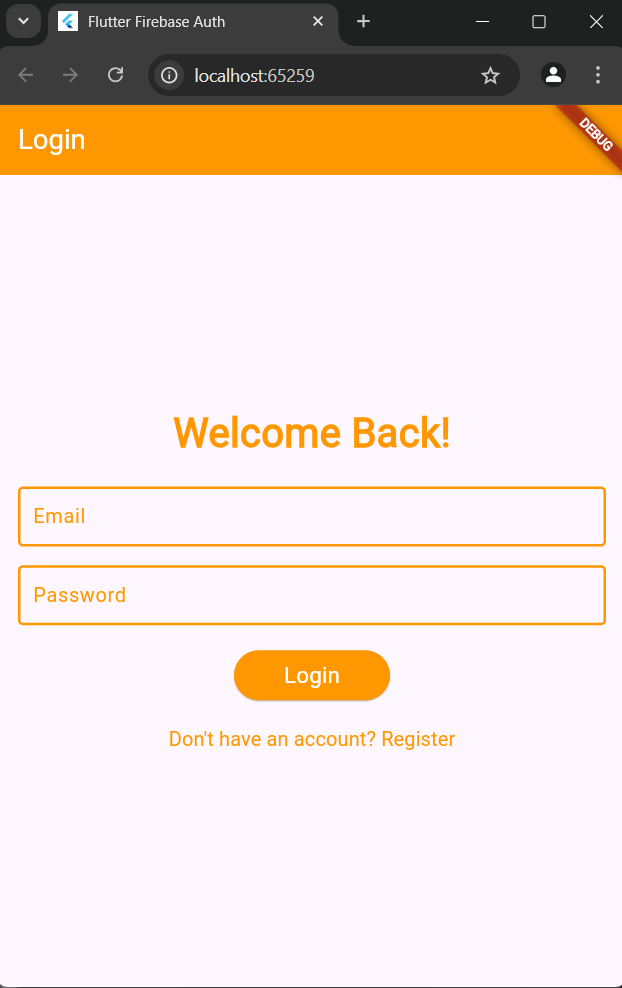 Flutter Firebase Auth
localhost:65259
Login
DEBUG
Welcome Back!
Email
Password
Login
Don't have an account? Register